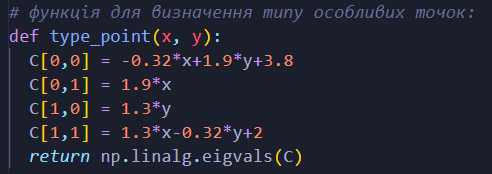 # функція для визначення типу особливих точок:
def type_point(x, y):
  C[0,0] = -0.32*x+1.9*y+3.8
  C[0,1] = 1.9*x
  C[1,0] = 1.3*y
  C[1,1] = 1.3*x-0.32*y+2
  return np.linalg.eigvals(C)